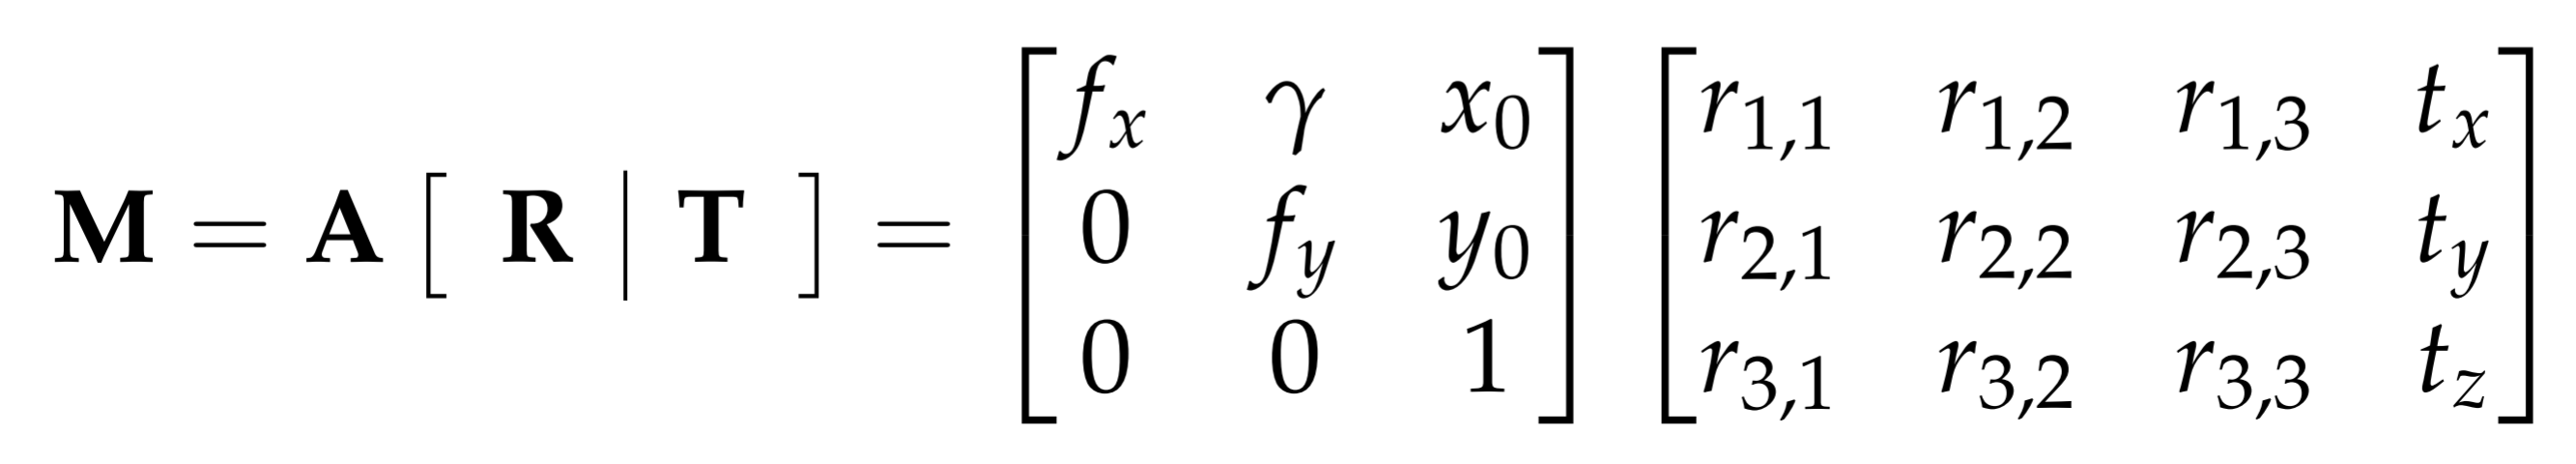 M = A [ R | T ] = [ f_x γ x_0 ; 0 f_y y_0 ; 0 0 1 ] [ r_{1,1} r_{1,2} r_{1,3} t_x ; r_{2,1} r_{2,2} r_{2,3} t_y ; r_{3,1} r_{3,2} r_{3,3} t_z ]